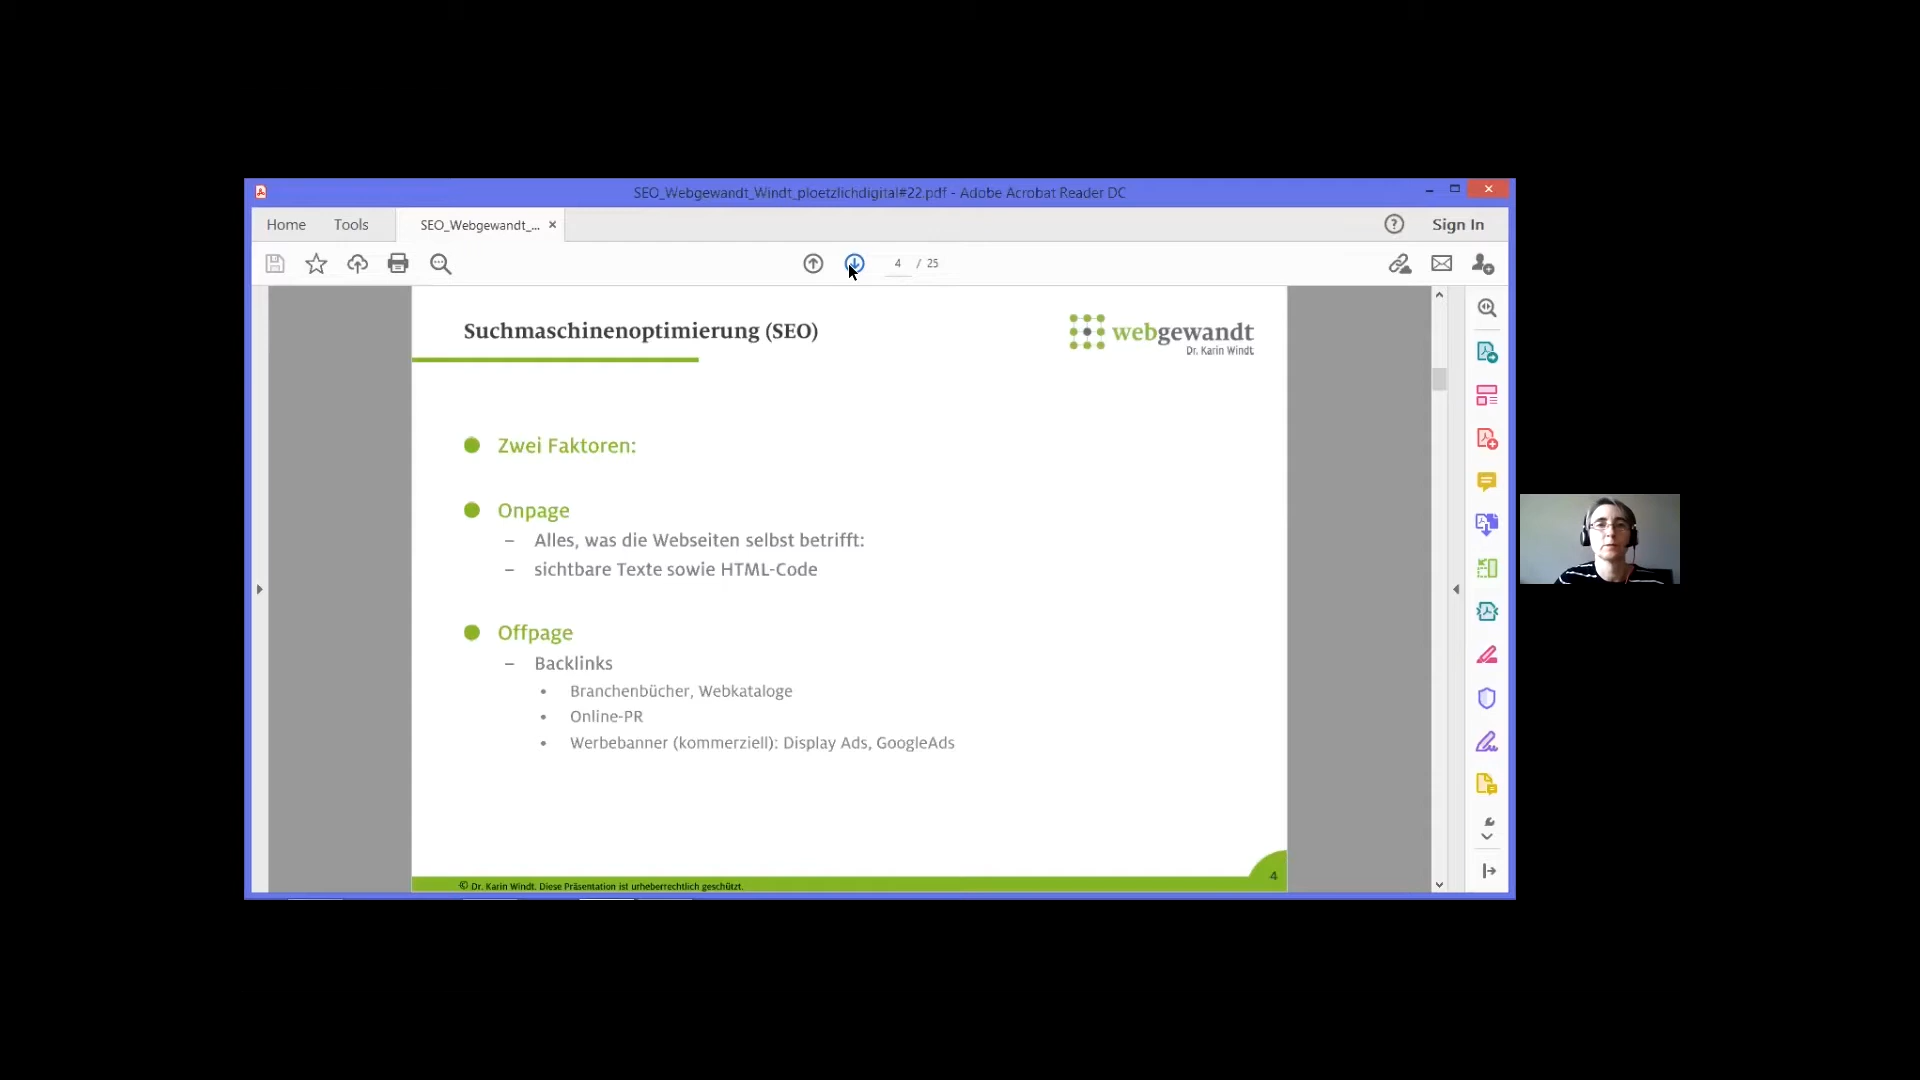 SEO_Webgewandt_Windt_ploetzlichdigital#22.pdf - Adobe Acrobat Reader DC
Home Tools SEO_Webgewandt_... × Sign In
4 / 25
Suchmaschinenoptimierung (SEO)
webgewandt
Dr. Karin Windt
Zwei Faktoren:
Onpage
– Alles, was die Webseiten selbst betrifft:
– sichtbare Texte sowie HTML-Code
Offpage
– Backlinks
• Branchenbücher, Webkataloge
• Online-PR
• Werbebanner (kommerziell): Display Ads, GoogleAds
© Dr. Karin Windt. Diese Präsentation ist urheberrechtlich geschützt.
4